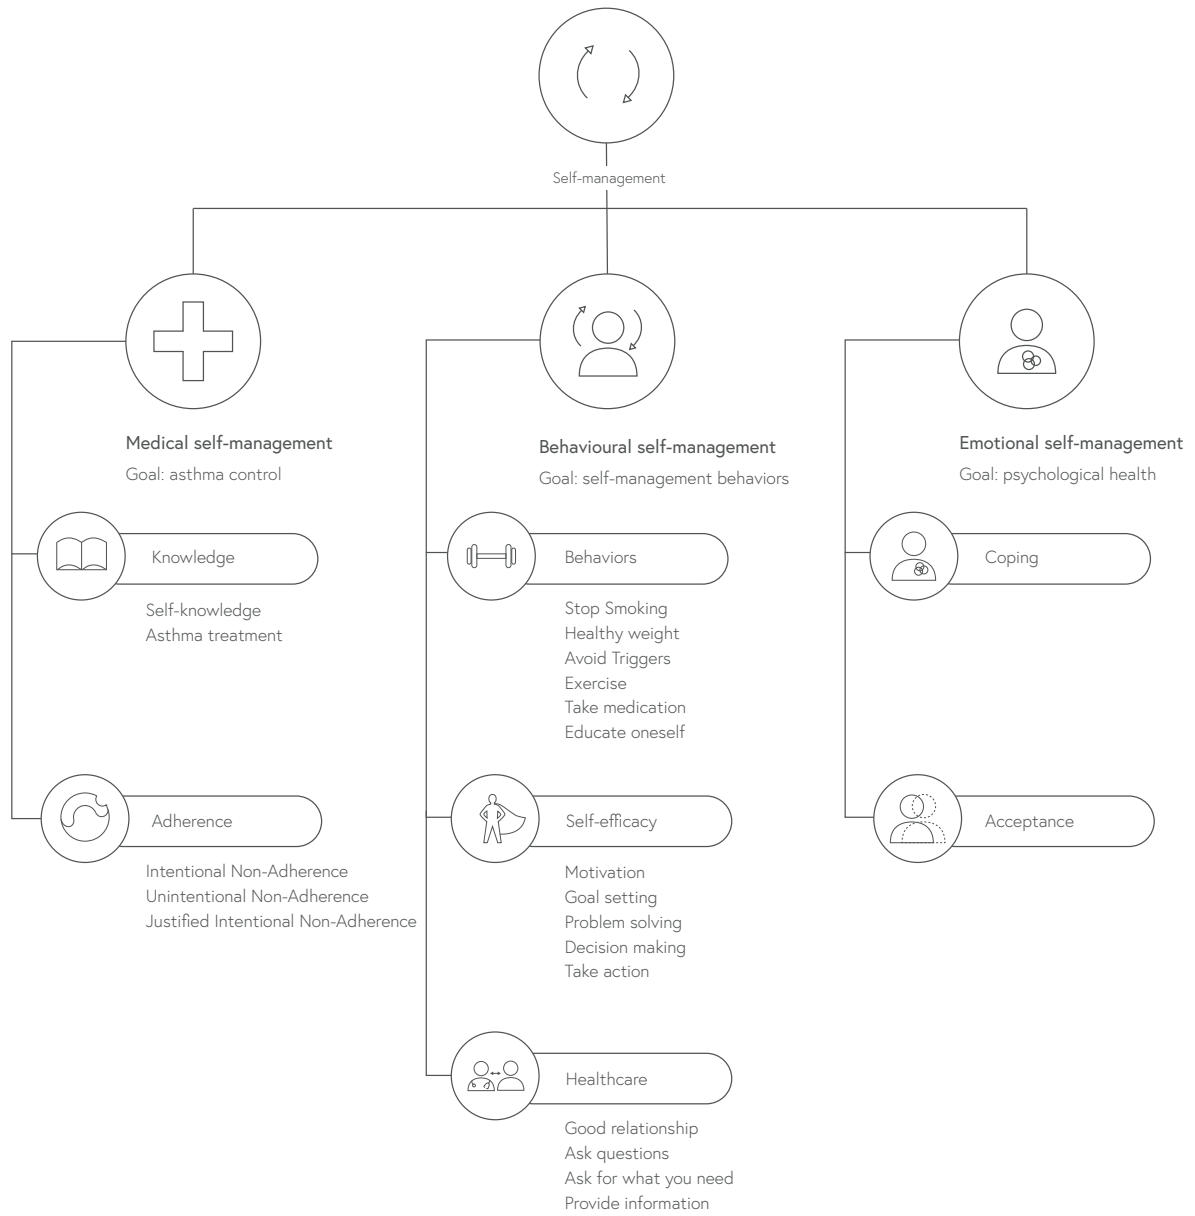 Self-management
Medical self-management
Goal: asthma control
Knowledge
Self-knowledge
Asthma treatment
Adherence
Intentional Non-Adherence
Unintentional Non-Adherence
Justified Intentional Non-Adherence
Behavioural self-management
Goal: self-management behaviors
Behaviors
Stop Smoking
Healthy weight
Avoid Triggers
Exercise
Take medication
Educate oneself
Self-efficacy
Motivation
Goal setting
Problem solving
Decision making
Take action
Healthcare
Good relationship
Ask questions
Ask for what you need
Provide information
Emotional self-management
Goal: psychological health
Coping
Acceptance